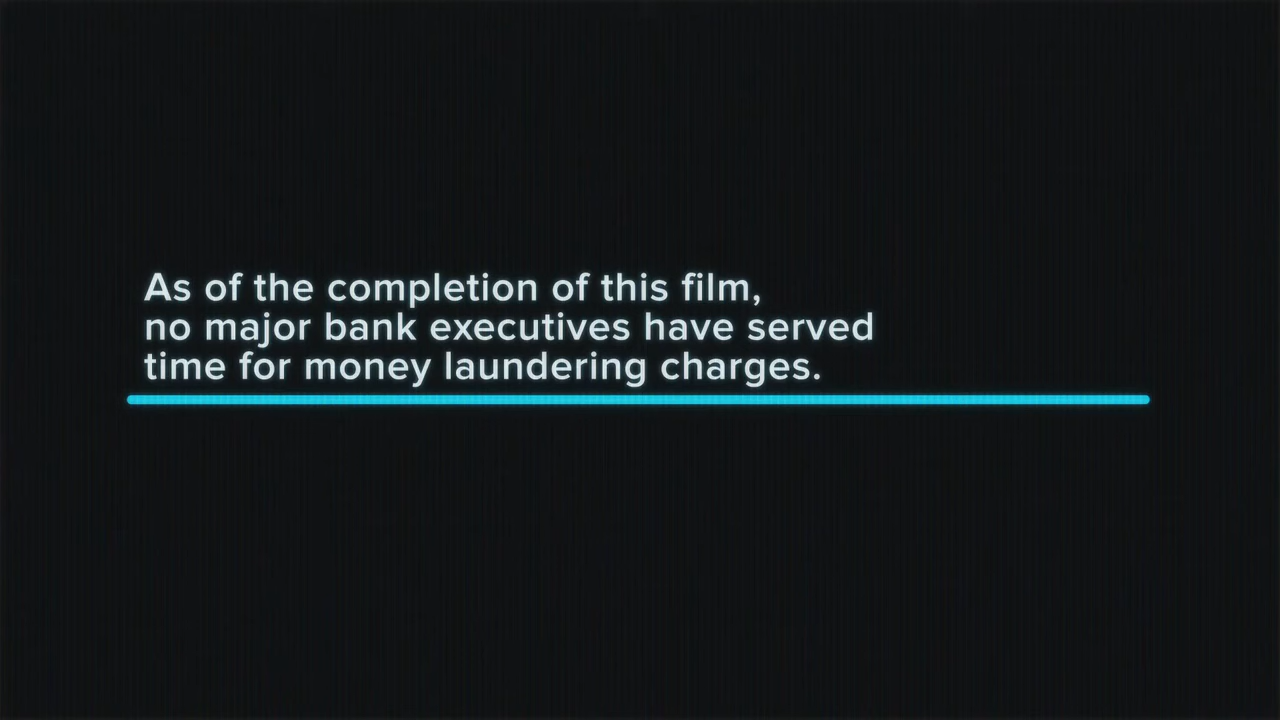 As of the completion of this film,
no major bank executives have served
time for money laundering charges.